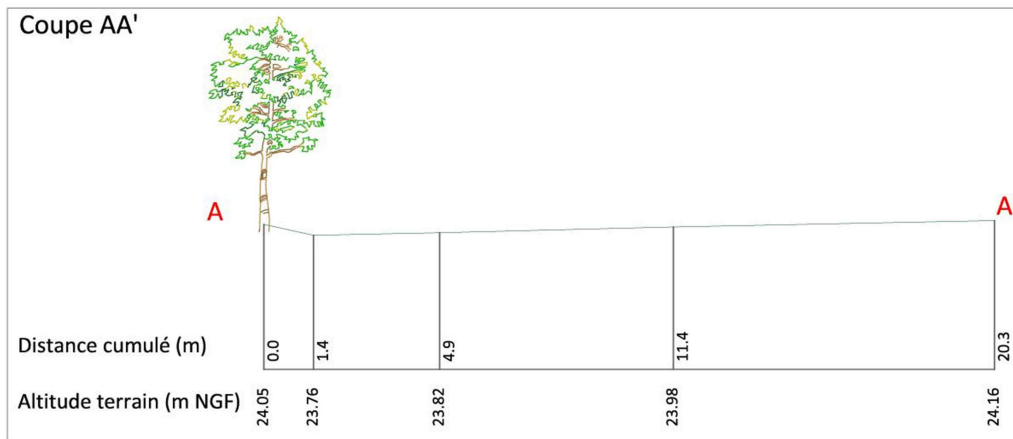 Coupe AA'
A
A
Distance cumulé (m)
0.0
1.4
4.9
11.4
20.3
Altitude terrain (m NGF)
24.05
23.76
23.82
23.98
24.16